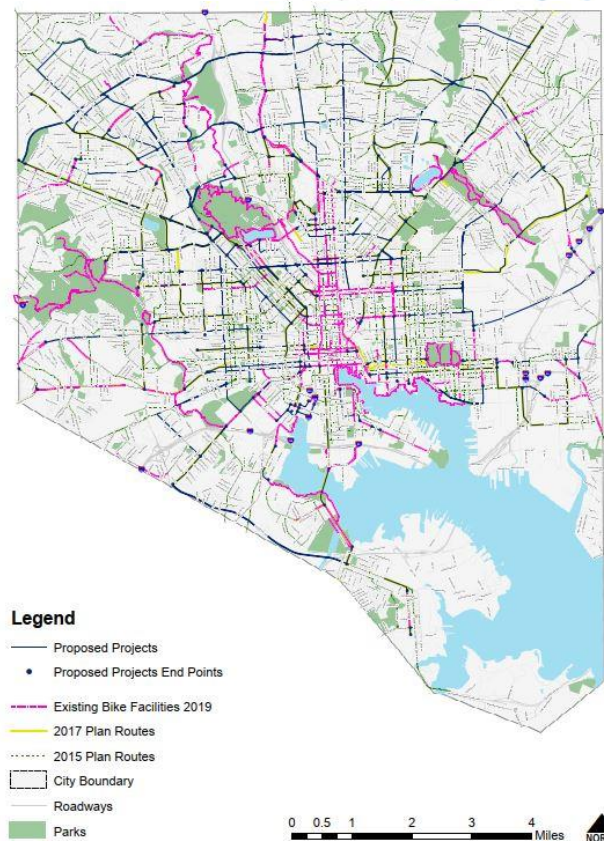 Legend
Proposed Projects
Proposed Projects End Points
Existing Bike Facilities 2019
2017 Plan Routes
2015 Plan Routes
City Boundary
Roadways
Parks
0 0.5 1 2 3 4
Miles